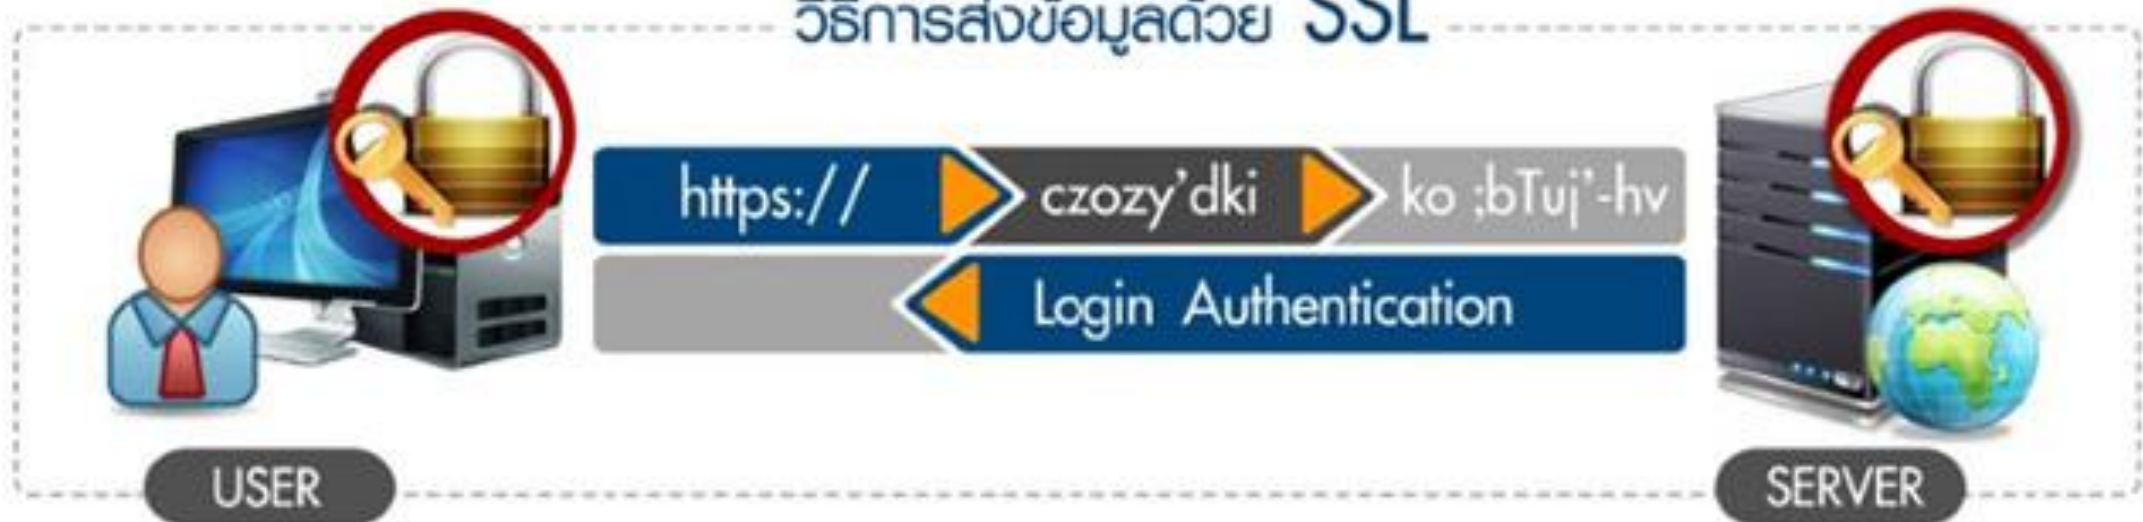 วิธีการส่งข้อมูลด้วย SSL
https:// czozy'dki ko ;bTuj'-hv
Login Authentication
USER SERVER